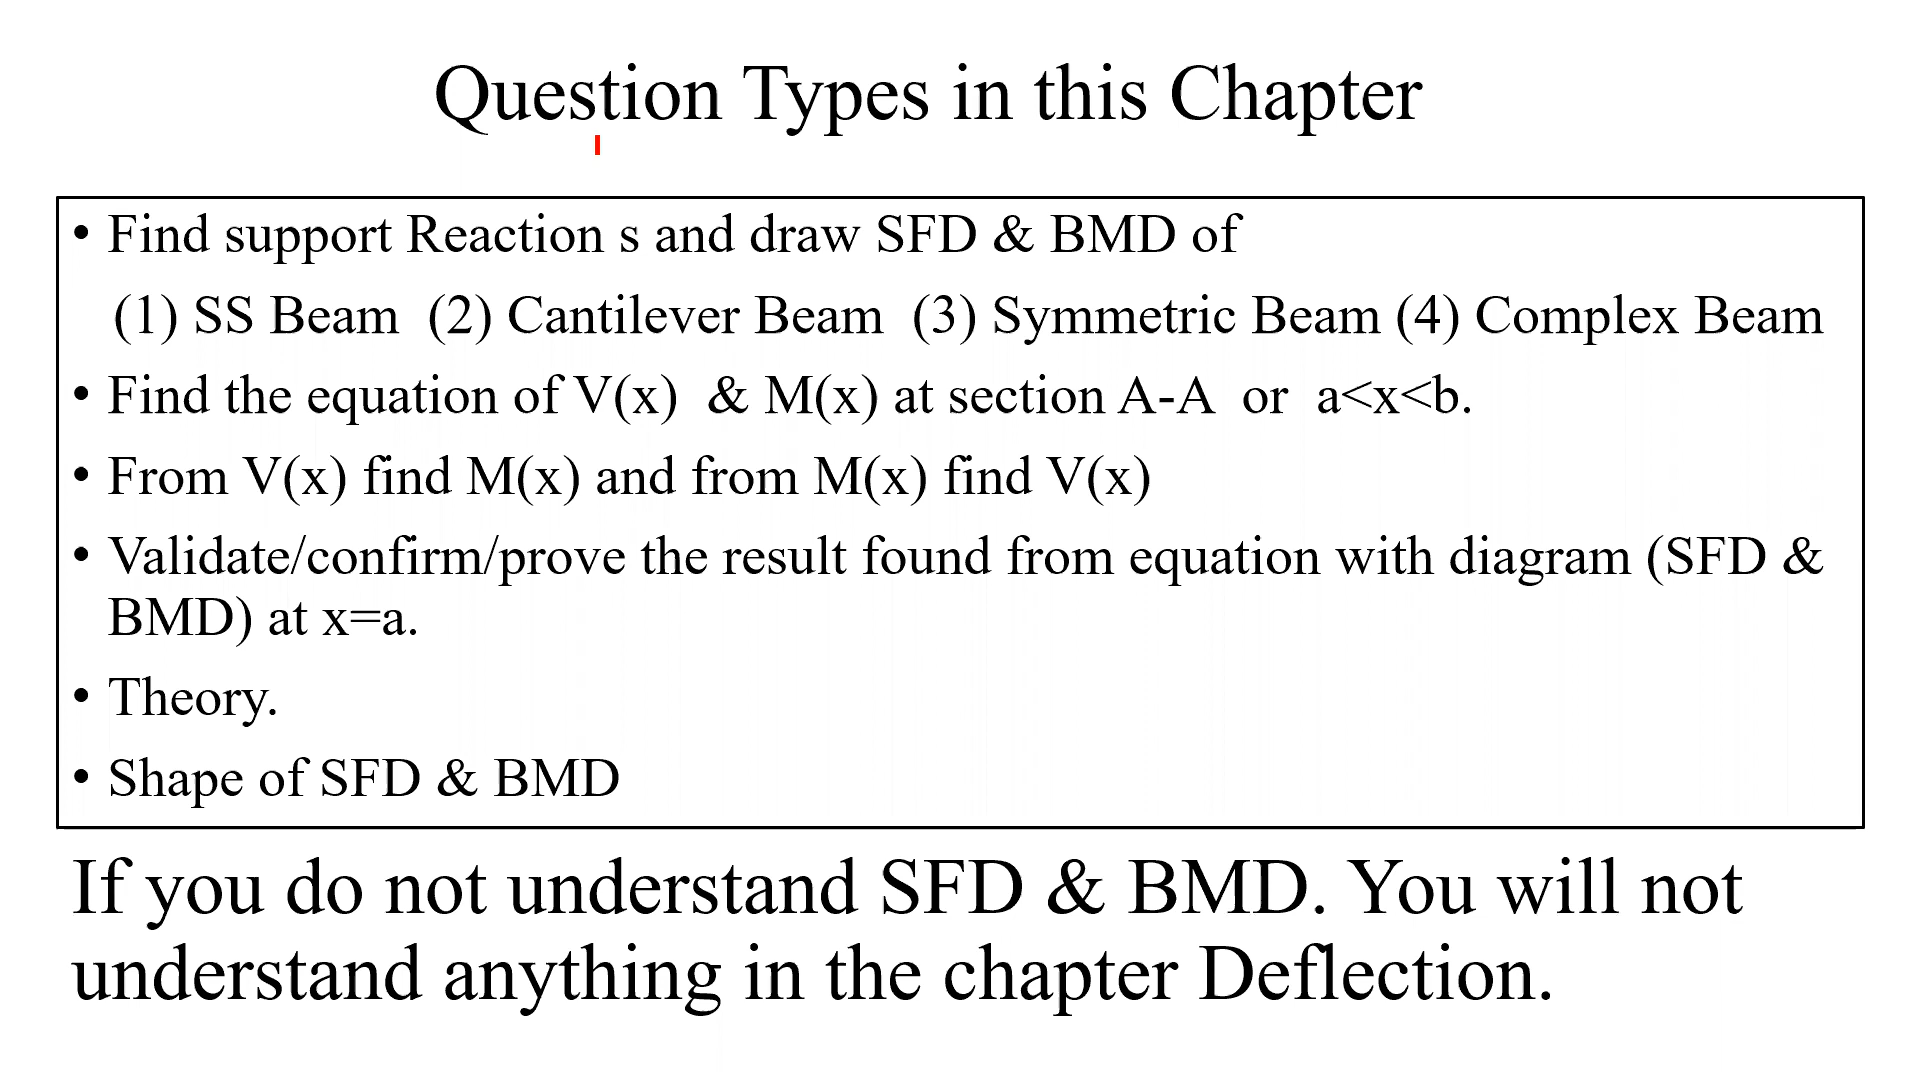 Question Types in this Chapter
• Find support Reaction s and draw SFD & BMD of
(1) SS Beam (2) Cantilever Beam (3) Symmetric Beam (4) Complex Beam
• Find the equation of V(x) & M(x) at section A-A or a<x<b.
• From V(x) find M(x) and from M(x) find V(x)
• Validate/confirm/prove the result found from equation with diagram (SFD &
BMD) at x=a.
• Theory.
• Shape of SFD & BMD
If you do not understand SFD & BMD. You will not
understand anything in the chapter Deflection.